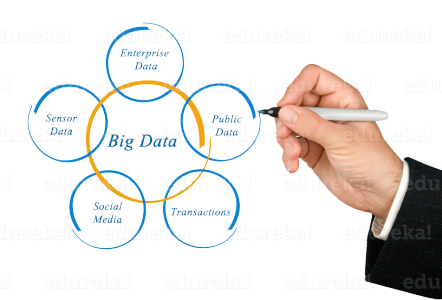 Enterprise
Data
Sensor
Data
Big Data
Public
Data
Social
Media
Transactions
edureka!